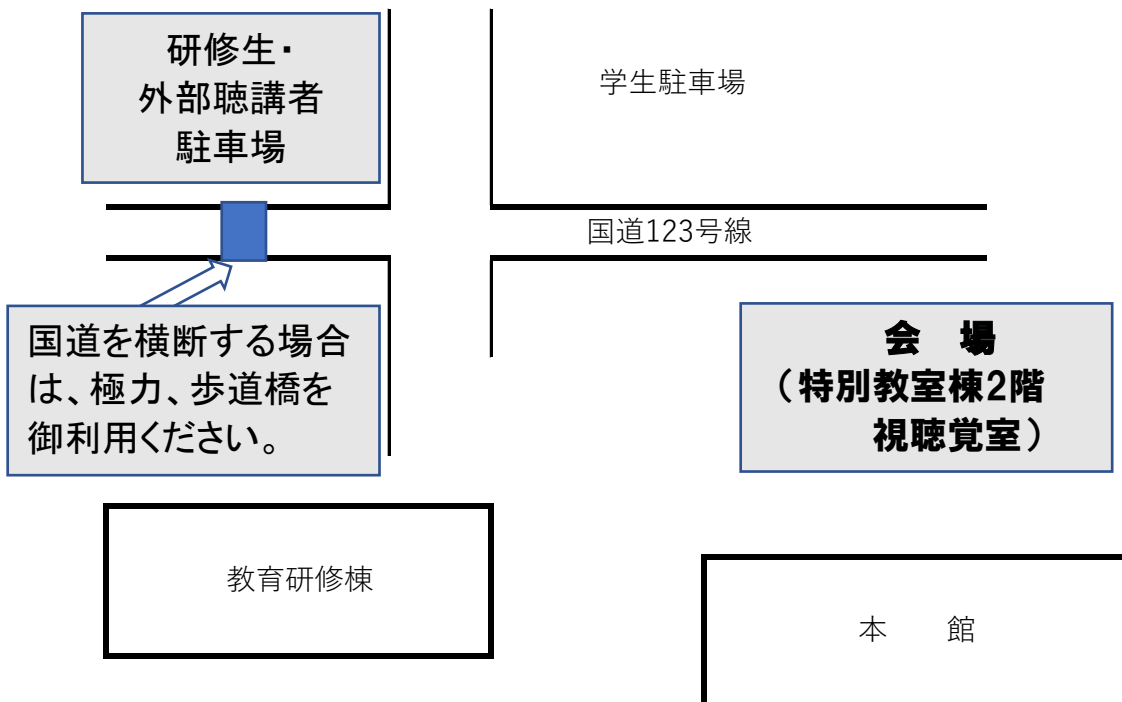 研修生・
外部聴講者
駐車場
学生駐車場
国道123号線
国道を横断する場合
は、極力、歩道橋を
御利用ください。
会　場
（特別教室棟2階
視聴覚室）
教育研修棟
本　　館